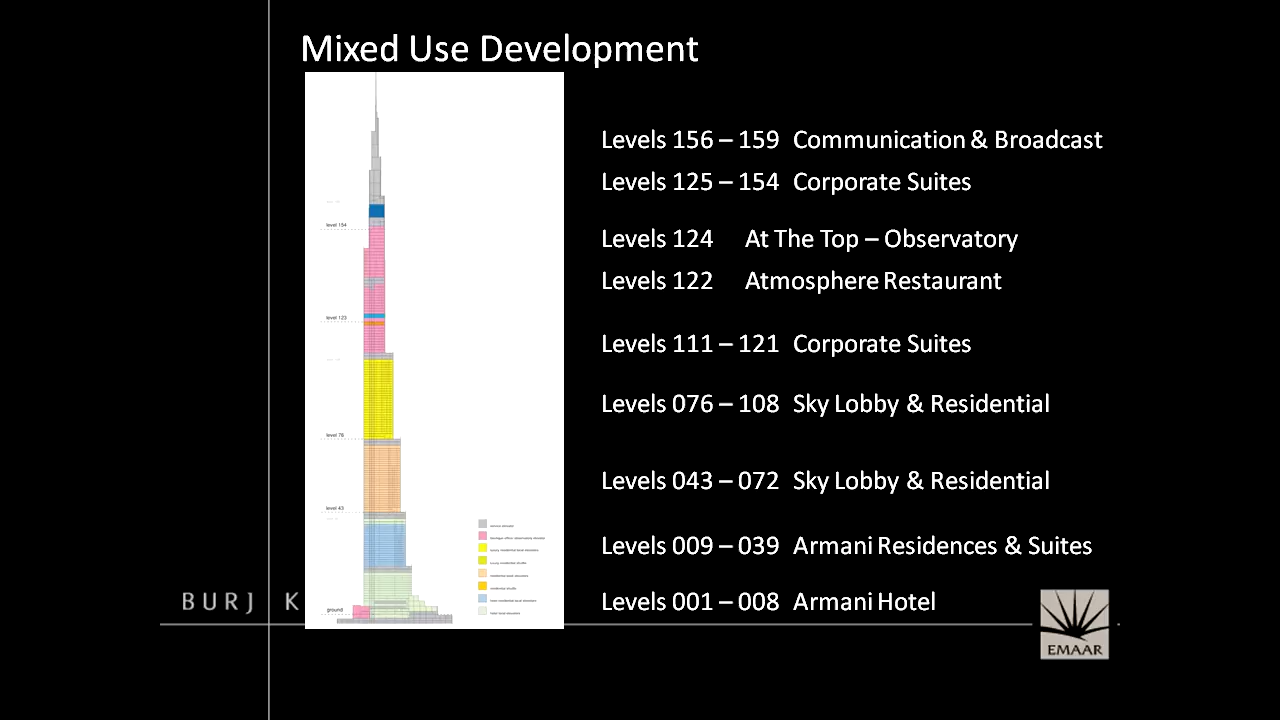 Mixed Use Development
Levels 156 – 159 Communication & Broadcast
Levels 125 – 154 Corporate Suites
level 154
Levels 124 At The Top – Observatory
Levels 122 Atmosphere Restaurant
level 123
Levels 111 – 121 Corporate Suites
Levels 076 – 108 Sky Lobby & Residential
level 76
Levels 043 – 072 Sky Lobby & Residential
level 43
Levels 009 – 039 Armani Residences & Suites
Levels 001 – Armani Hotel
BURJ K
ground
EMAAR